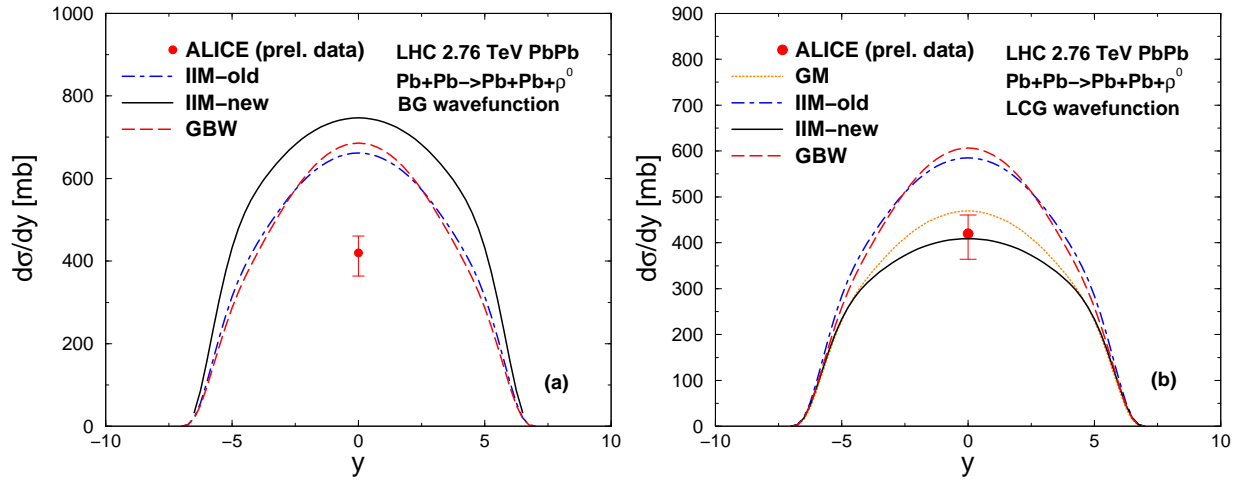 1000
800
600
400
200
0
−10
−5
0
5
10
dσ/dy [mb]
y
ALICE (prel. data)
IIM−old
IIM−new
GBW
LHC 2.76 TeV PbPb
Pb+Pb−>Pb+Pb+ρ⁰
BG wavefunction
(a)
900
800
700
600
500
400
300
200
100
0
−10
−5
0
5
10
dσ/dy [mb]
y
ALICE (prel. data)
GM
IIM−old
IIM−new
GBW
LHC 2.76 TeV PbPb
Pb+Pb−>Pb+Pb+ρ⁰
LCG wavefunction
(b)